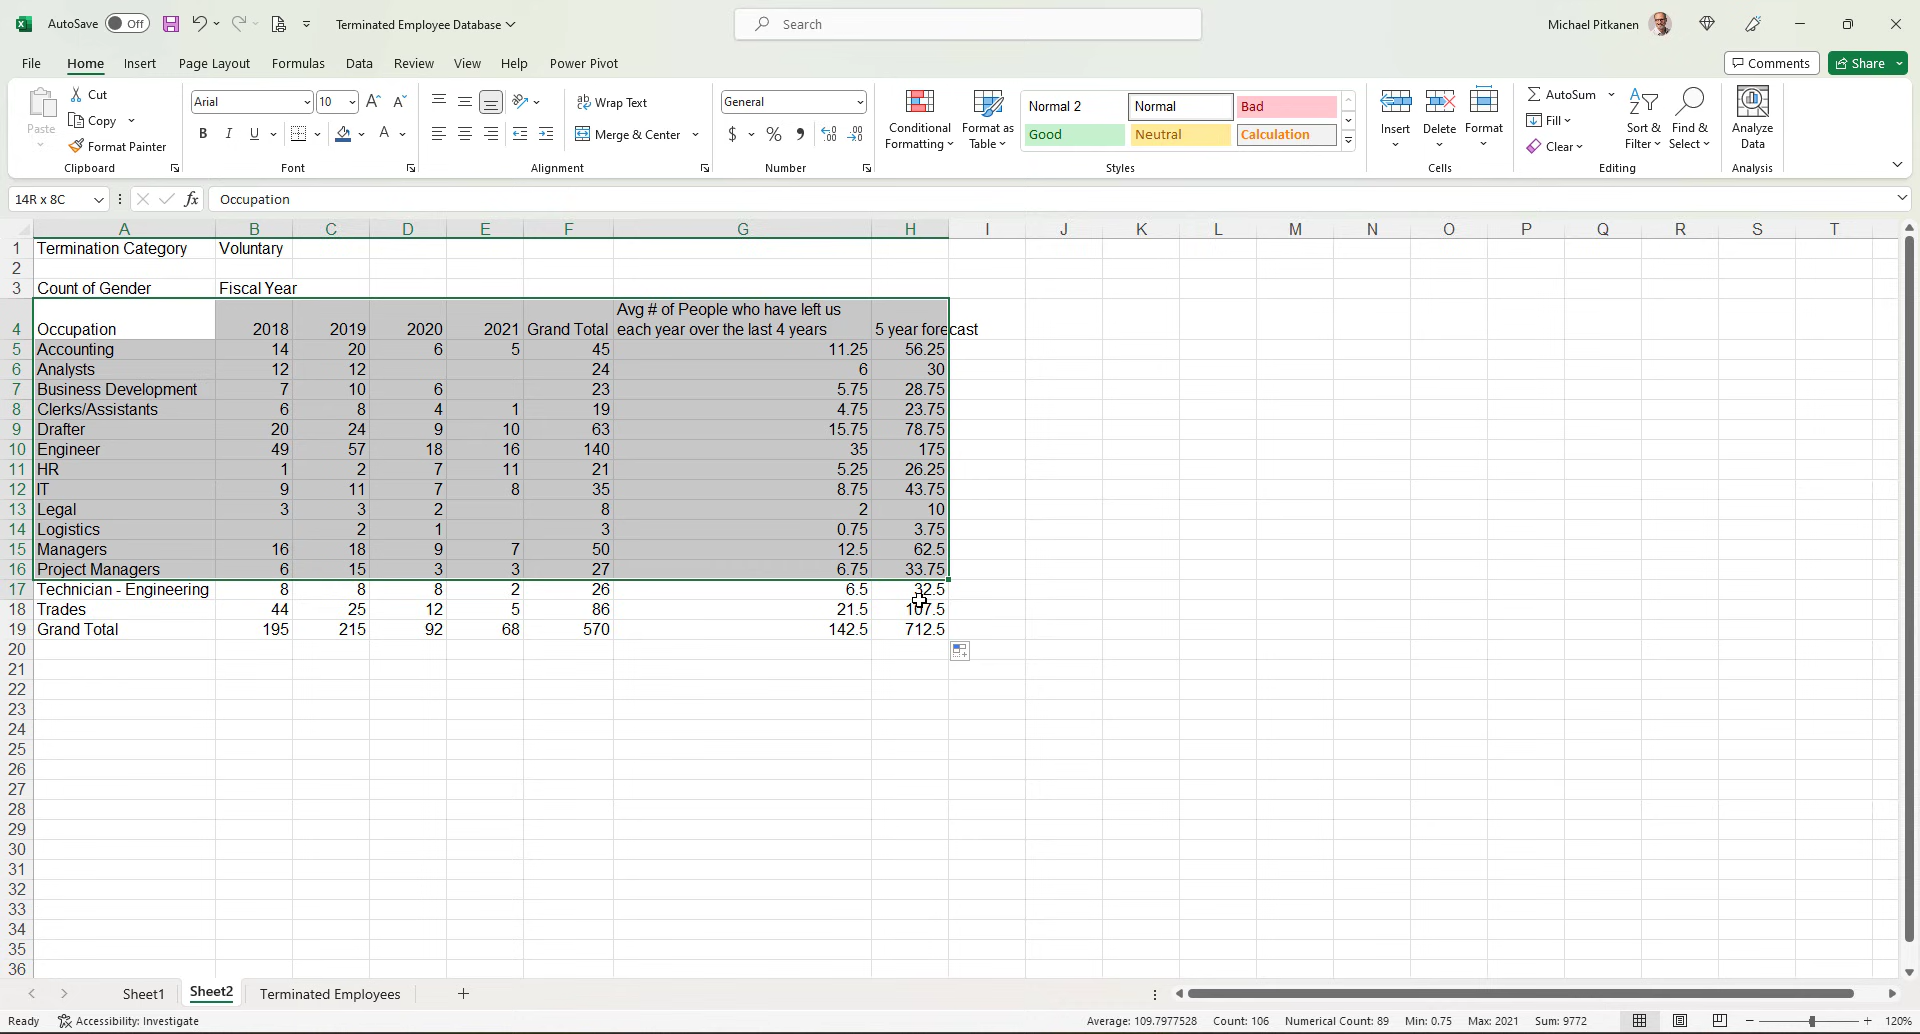 AutoSave Off Terminated Employee Database Search Michael Pitkanen
File Home Insert Page Layout Formulas Data Review View Help Power Pivot Comments Share
Paste
Cut
Copy
Format Painter
Clipboard
Arial 10
B I U
Font
Wrap Text
Merge & Center
Alignment
General
$ % ,
Number
Conditional Formatting
Format as Table
Normal 2 Normal Bad
Good Neutral Calculation
Styles
Insert Delete Format
Cells
AutoSum
Fill
Clear
Sort & Filter
Find & Select
Editing
Analyze Data
Analysis
14R x 8C fx Occupation
A B C D E F G H I J K L M N O P Q R S T
1 Termination Category Voluntary
2
3 Count of Gender Fiscal Year
Avg # of People who have left us
4 Occupation 2018 2019 2020 2021 Grand Total each year over the last 4 years 5 year forecast
5 Accounting 14 20 6 5 45 11.25 56.25
6 Analysts 12 12 24 6 30
7 Business Development 7 10 6 23 5.75 28.75
8 Clerks/Assistants 6 8 4 1 19 4.75 23.75
9 Drafter 20 24 9 10 63 15.75 78.75
10 Engineer 49 57 18 16 140 35 175
11 HR 1 2 7 11 21 5.25 26.25
12 IT 9 11 7 8 35 8.75 43.75
13 Legal 3 3 2 8 2 10
14 Logistics 2 1 3 0.75 3.75
15 Managers 16 18 9 7 50 12.5 62.5
16 Project Managers 6 15 3 3 27 6.75 33.75
17 Technician - Engineering 8 8 8 2 26 6.5 32.5
18 Trades 44 25 12 5 86 21.5 107.5
19 Grand Total 195 215 92 68 570 142.5 712.5
20
21
22
23
24
25
26
27
28
29
30
31
32
33
34
35
36
Sheet1 Sheet2 Terminated Employees
Ready Accessibility: Investigate Average: 109.7977528 Count: 106 Numerical Count: 89 Min: 0.75 Max: 2021 Sum: 9772 120%